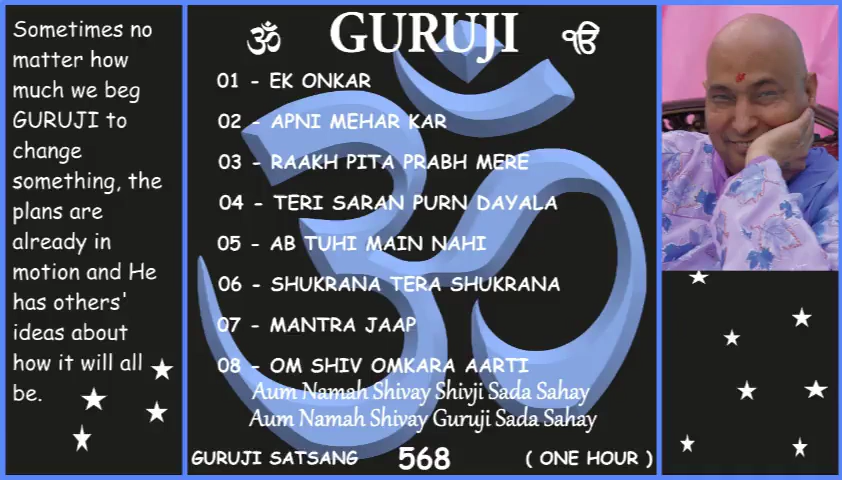 Sometimes no
matter how
much we beg
GURUJI to
change
something, the
plans are
already in
motion and He
has others'
ideas about
how it will all
be.
ॐ GURUJI ੴ
01 - EK ONKAR
02 - APNI MEHAR KAR
03 - RAAKH PITA PRABH MERE
04 - TERI SARAN PURN DAYALA
05 - AB TUHI MAIN NAHI
06 - SHUKRANA TERA SHUKRANA
07 - MANTRA JAAP
08 - OM SHIV OMKARA AARTI
Aum Namah Shivay Shivji Sada Sahay
Aum Namah Shivay Guruji Sada Sahay
GURUJI SATSANG 568 ( ONE HOUR )